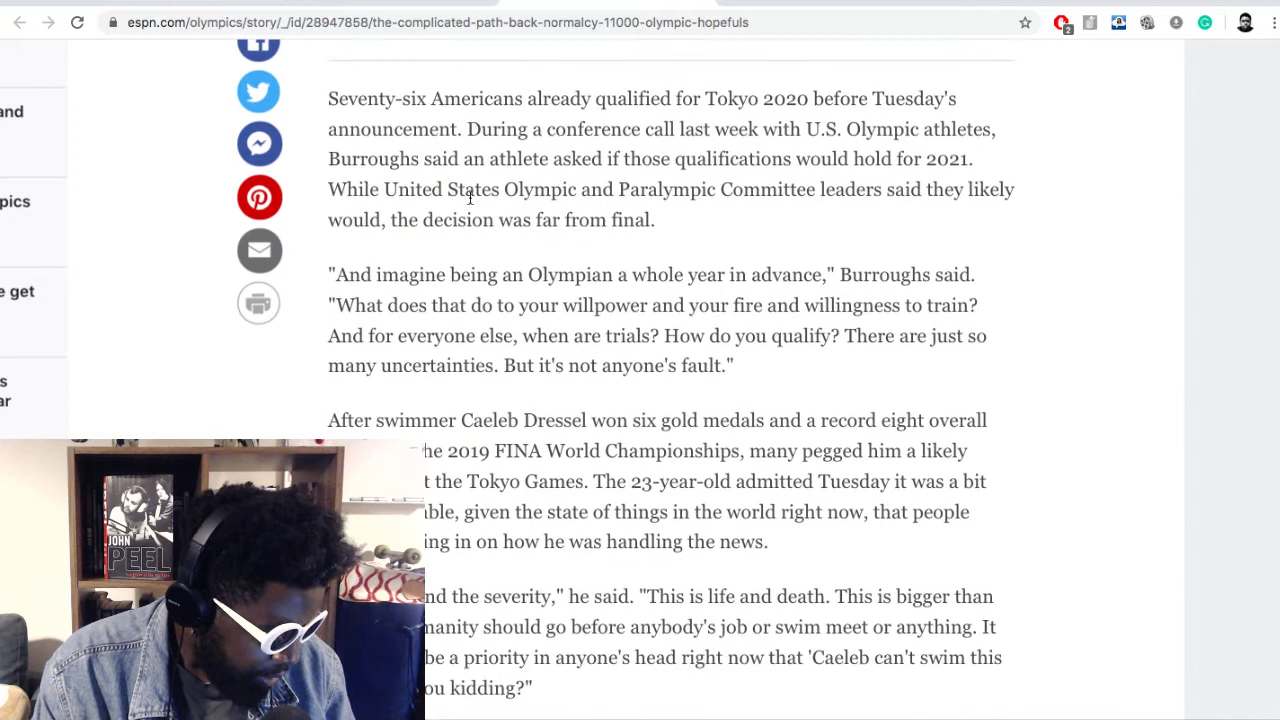 espn.com/olympics/story/_/id/28947858/the-complicated-path-back-normalcy-11000-olympic-hopefuls
2
and
pics
e get
s
ar
Seventy-six Americans already qualified for Tokyo 2020 before Tuesday's
announcement. During a conference call last week with U.S. Olympic athletes,
Burroughs said an athlete asked if those qualifications would hold for 2021.
While United States Olympic and Paralympic Committee leaders said they likely
would, the decision was far from final.
"And imagine being an Olympian a whole year in advance," Burroughs said.
"What does that do to your willpower and your fire and willingness to train?
And for everyone else, when are trials? How do you qualify? There are just so
many uncertainties. But it's not anyone's fault."
After swimmer Caeleb Dressel won six gold medals and a record eight overall
he 2019 FINA World Championships, many pegged him a likely
t the Tokyo Games. The 23-year-old admitted Tuesday it was a bit
ble, given the state of things in the world right now, that people
ing in on how he was handling the news.
nd the severity," he said. "This is life and death. This is bigger than
manity should go before anybody's job or swim meet or anything. It
be a priority in anyone's head right now that 'Caeleb can't swim this
ou kidding?"
JOHN
PEEL